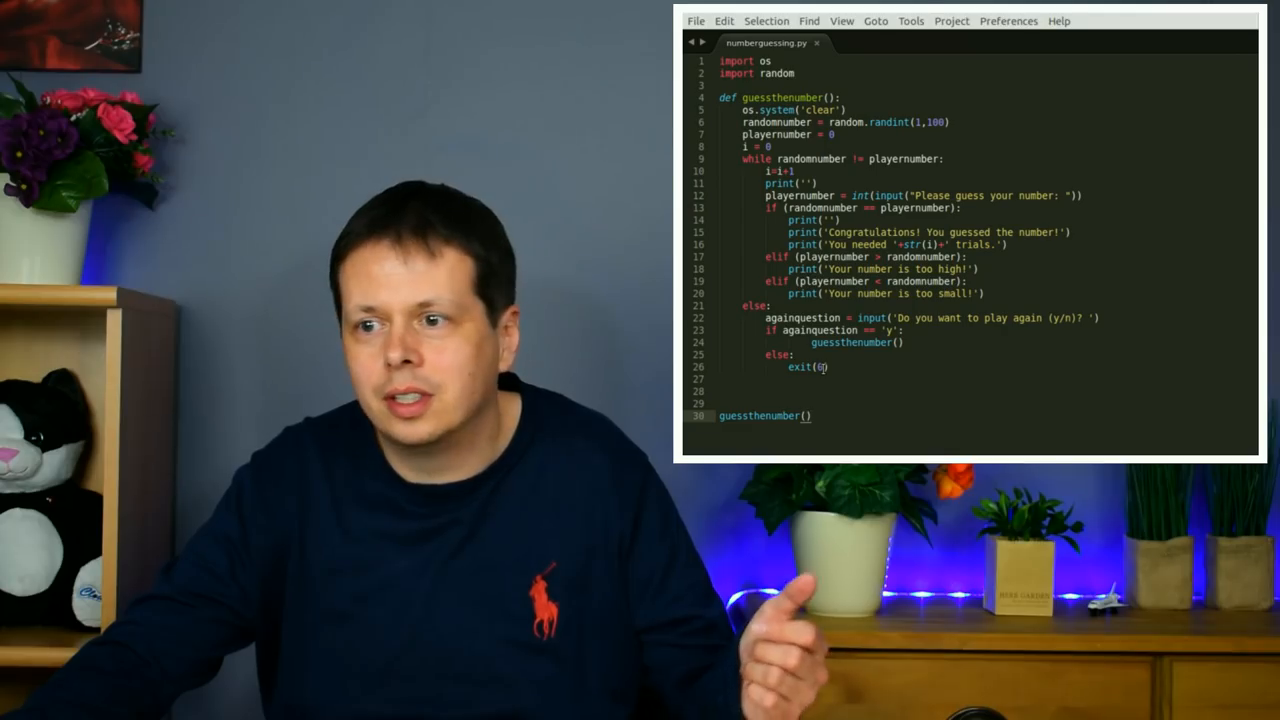 File Edit Selection Find View Goto Tools Project Preferences Help
numberguessing.py ×
1 import os
2 import random
3
4 def guessthenumber():
5 os.system('clear')
6 randomnumber = random.randint(1,100)
7 playernumber = 0
8 i = 0
9 while randomnumber != playernumber:
10 i=i+1
11 print('')
12 playernumber = int(input("Please guess your number: "))
13 if (randomnumber == playernumber):
14 print('')
15 print('Congratulations! You guessed the number!')
16 print('You needed '+str(i)+' trials.')
17 elif (playernumber > randomnumber):
18 print('Your number is too high!')
19 elif (playernumber < randomnumber):
20 print('Your number is too small!')
21 else:
22 againquestion = input('Do you want to play again (y/n)? ')
23 if againquestion == 'y':
24 guessthenumber()
25 else:
26 exit()
27
28
29
30 guessthenumber()
HERB GARDEN